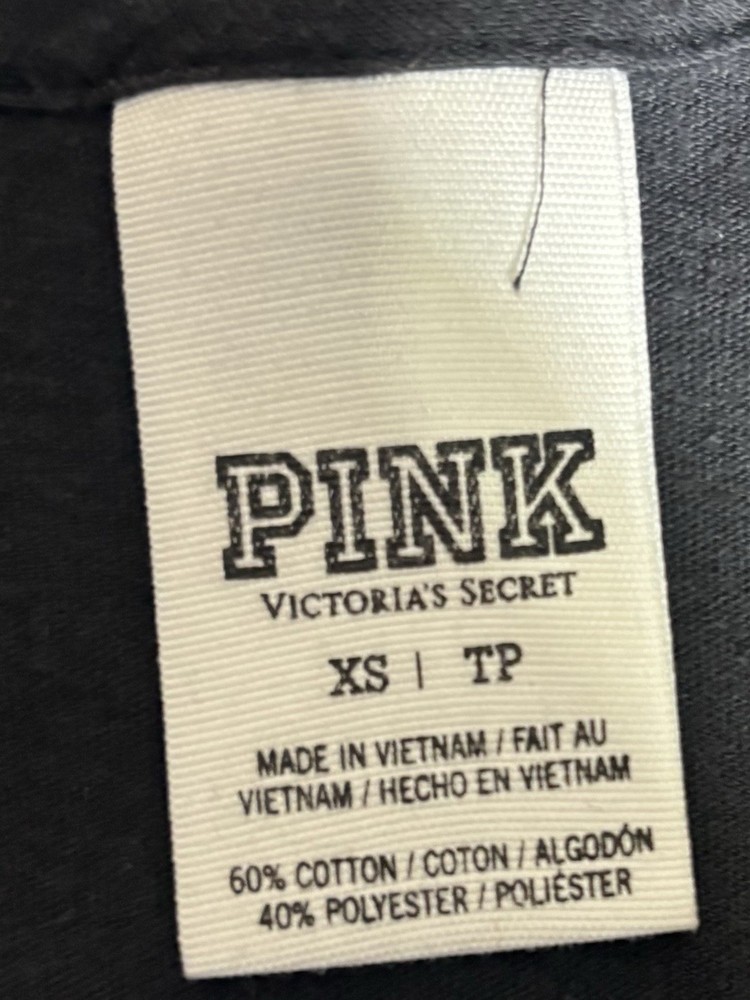 PINK
VICTORIA'S SECRET
XS | TP
MADE IN VIETNAM / FAIT AU
VIETNAM / HECHO EN VIETNAM
60% COTTON / COTON / ALGODÓN
40% POLYESTER / POLIÉSTER